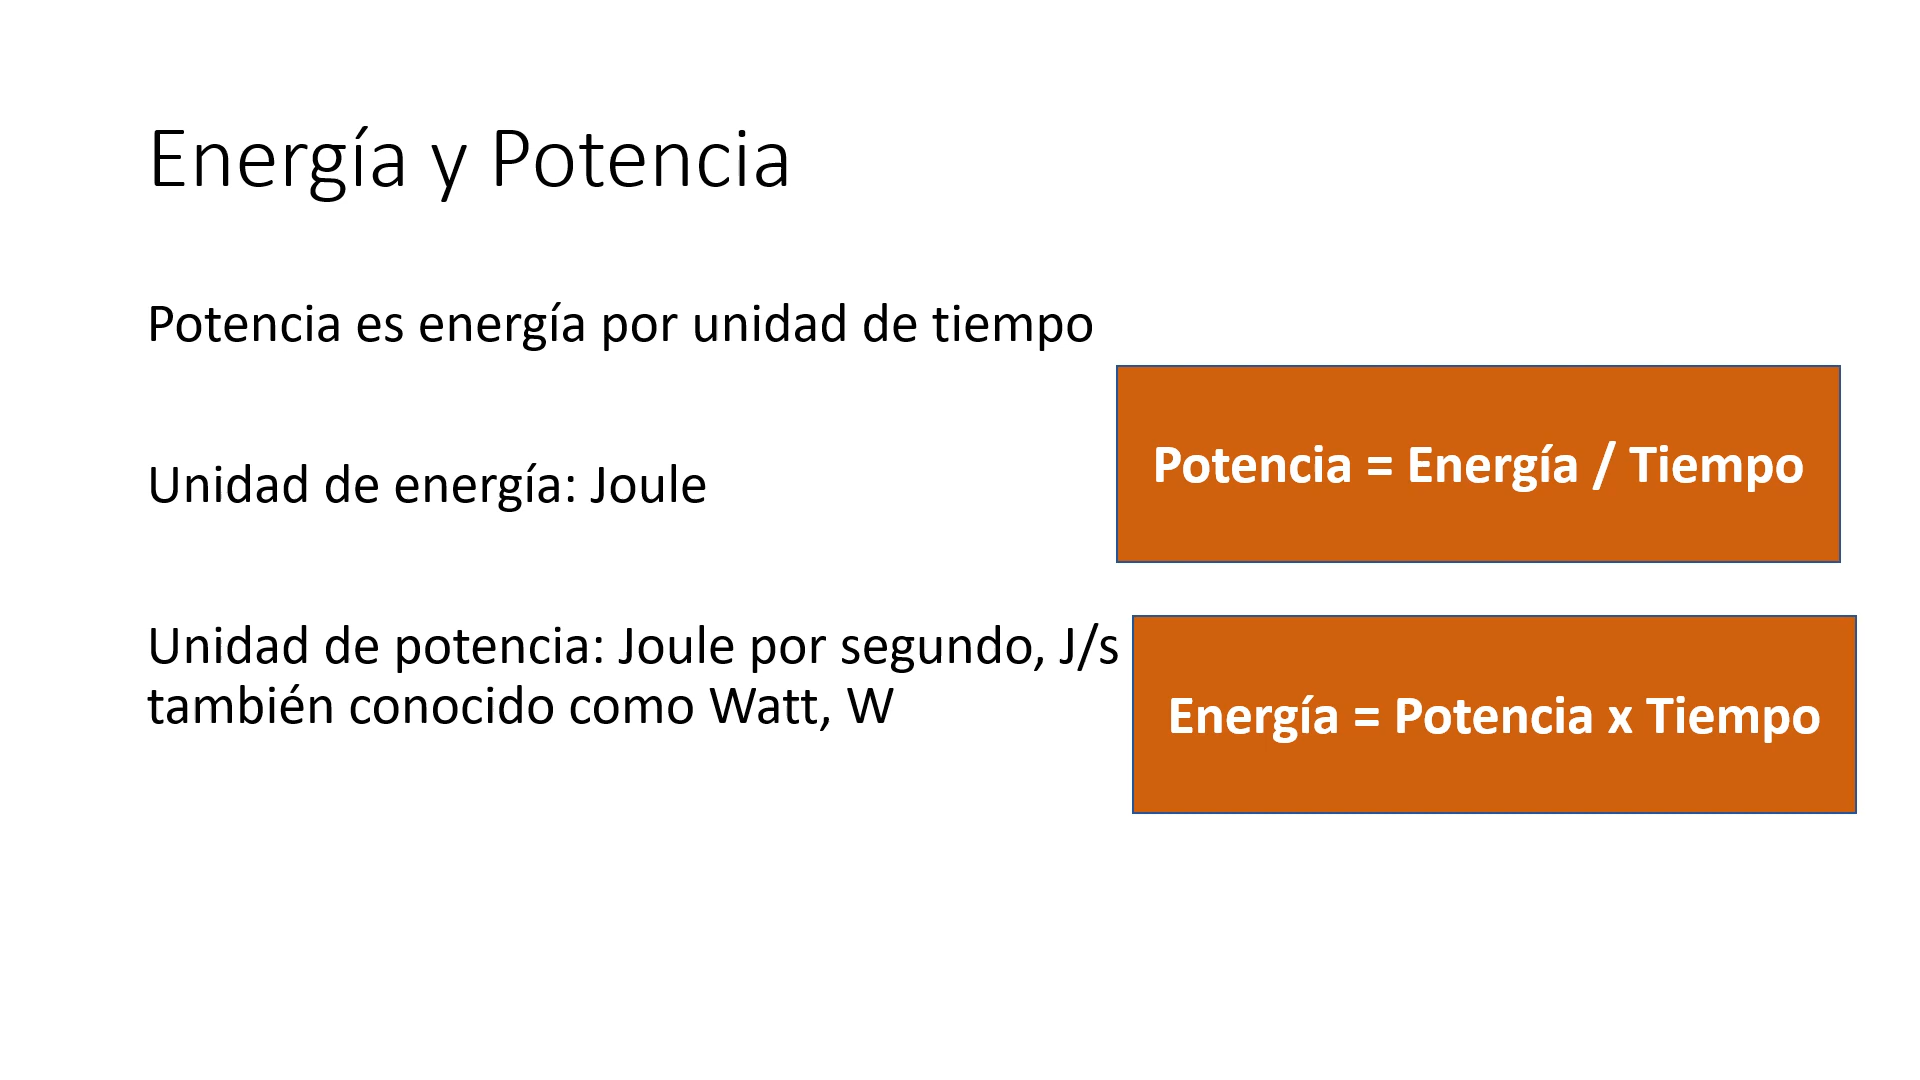 Energía y Potencia
Potencia es energía por unidad de tiempo
Potencia = Energía / Tiempo
Unidad de energía: Joule
Unidad de potencia: Joule por segundo, J/s
también conocido como Watt, W
Energía = Potencia x Tiempo